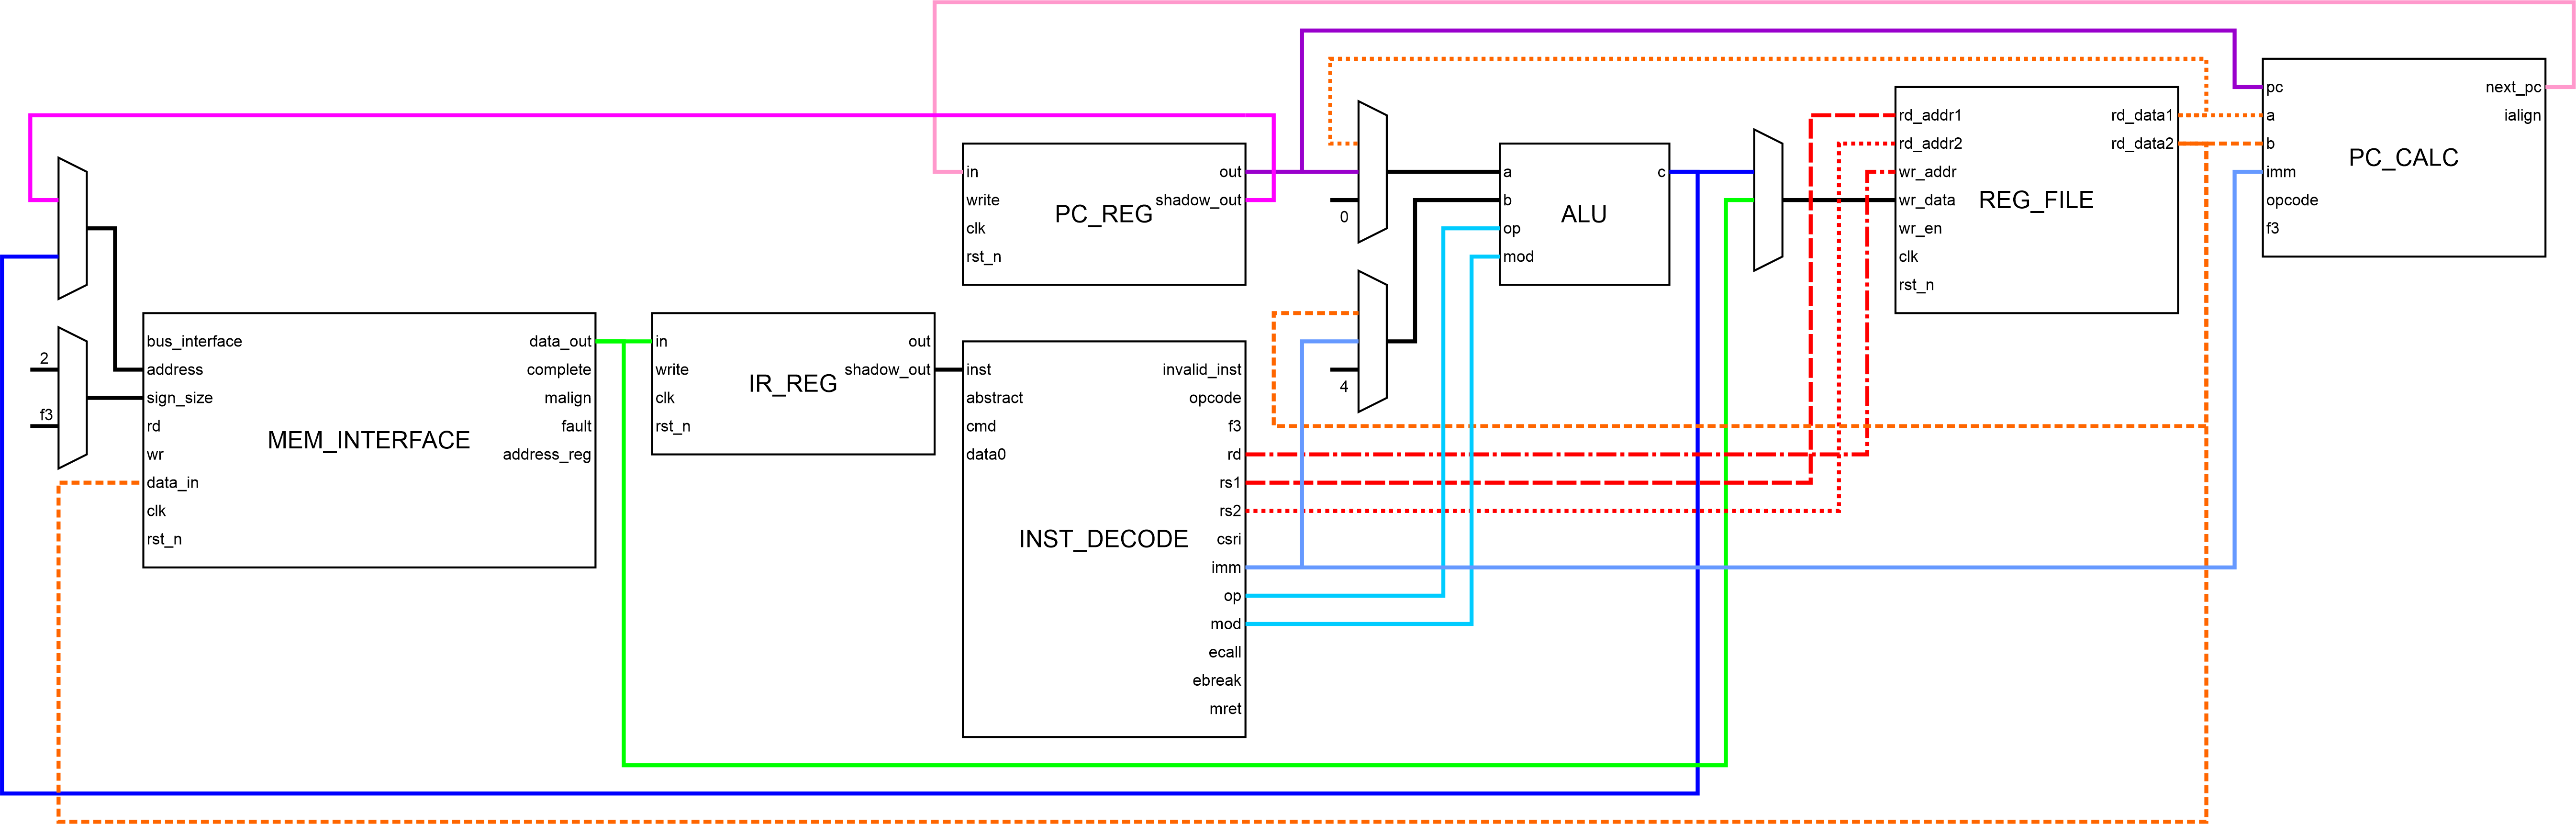 2
f3
bus_interface
address
sign_size
rd
wr
data_in
clk
rst_n
MEM_INTERFACE
data_out
complete
malign
fault
address_reg
in
write
clk
rst_n
IR_REG
out
shadow_out
in
write
clk
rst_n
PC_REG
out
shadow_out
inst
abstract
cmd
data0
INST_DECODE
invalid_inst
opcode
f3
rd
rs1
rs2
csri
imm
op
mod
ecall
ebreak
mret
0
4
a
b
op
mod
ALU
c
rd_addr1
rd_addr2
wr_addr
wr_data
wr_en
clk
rst_n
REG_FILE
rd_data1
rd_data2
pc
a
b
imm
opcode
f3
PC_CALC
next_pc
ialign